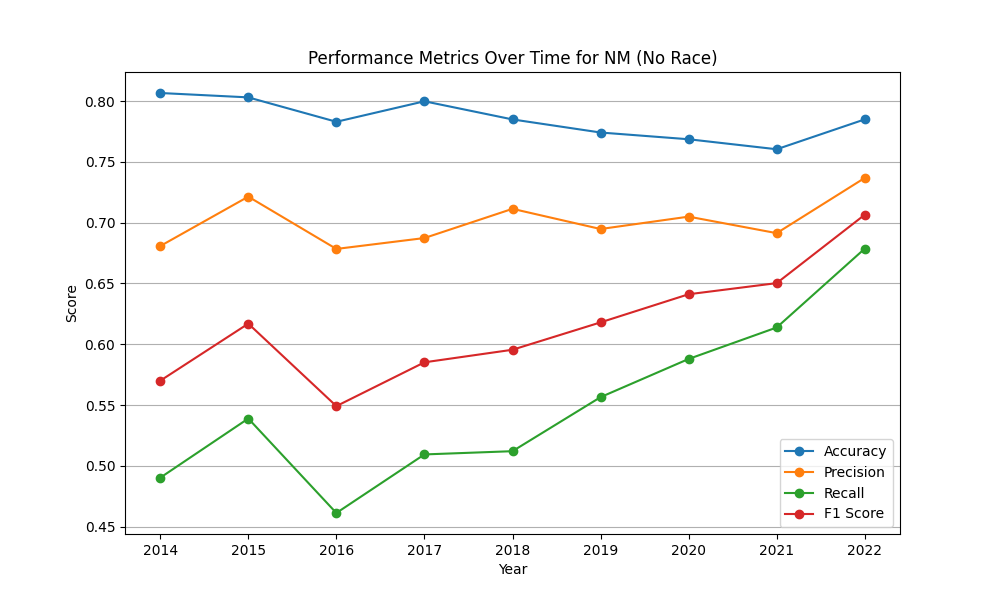 Performance Metrics Over Time for NM (No Race)
Score
0.80
0.75
0.70
0.65
0.60
0.55
0.50
0.45
Accuracy
Precision
Recall
F1 Score
2014 2015 2016 2017 2018 2019 2020 2021 2022
Year